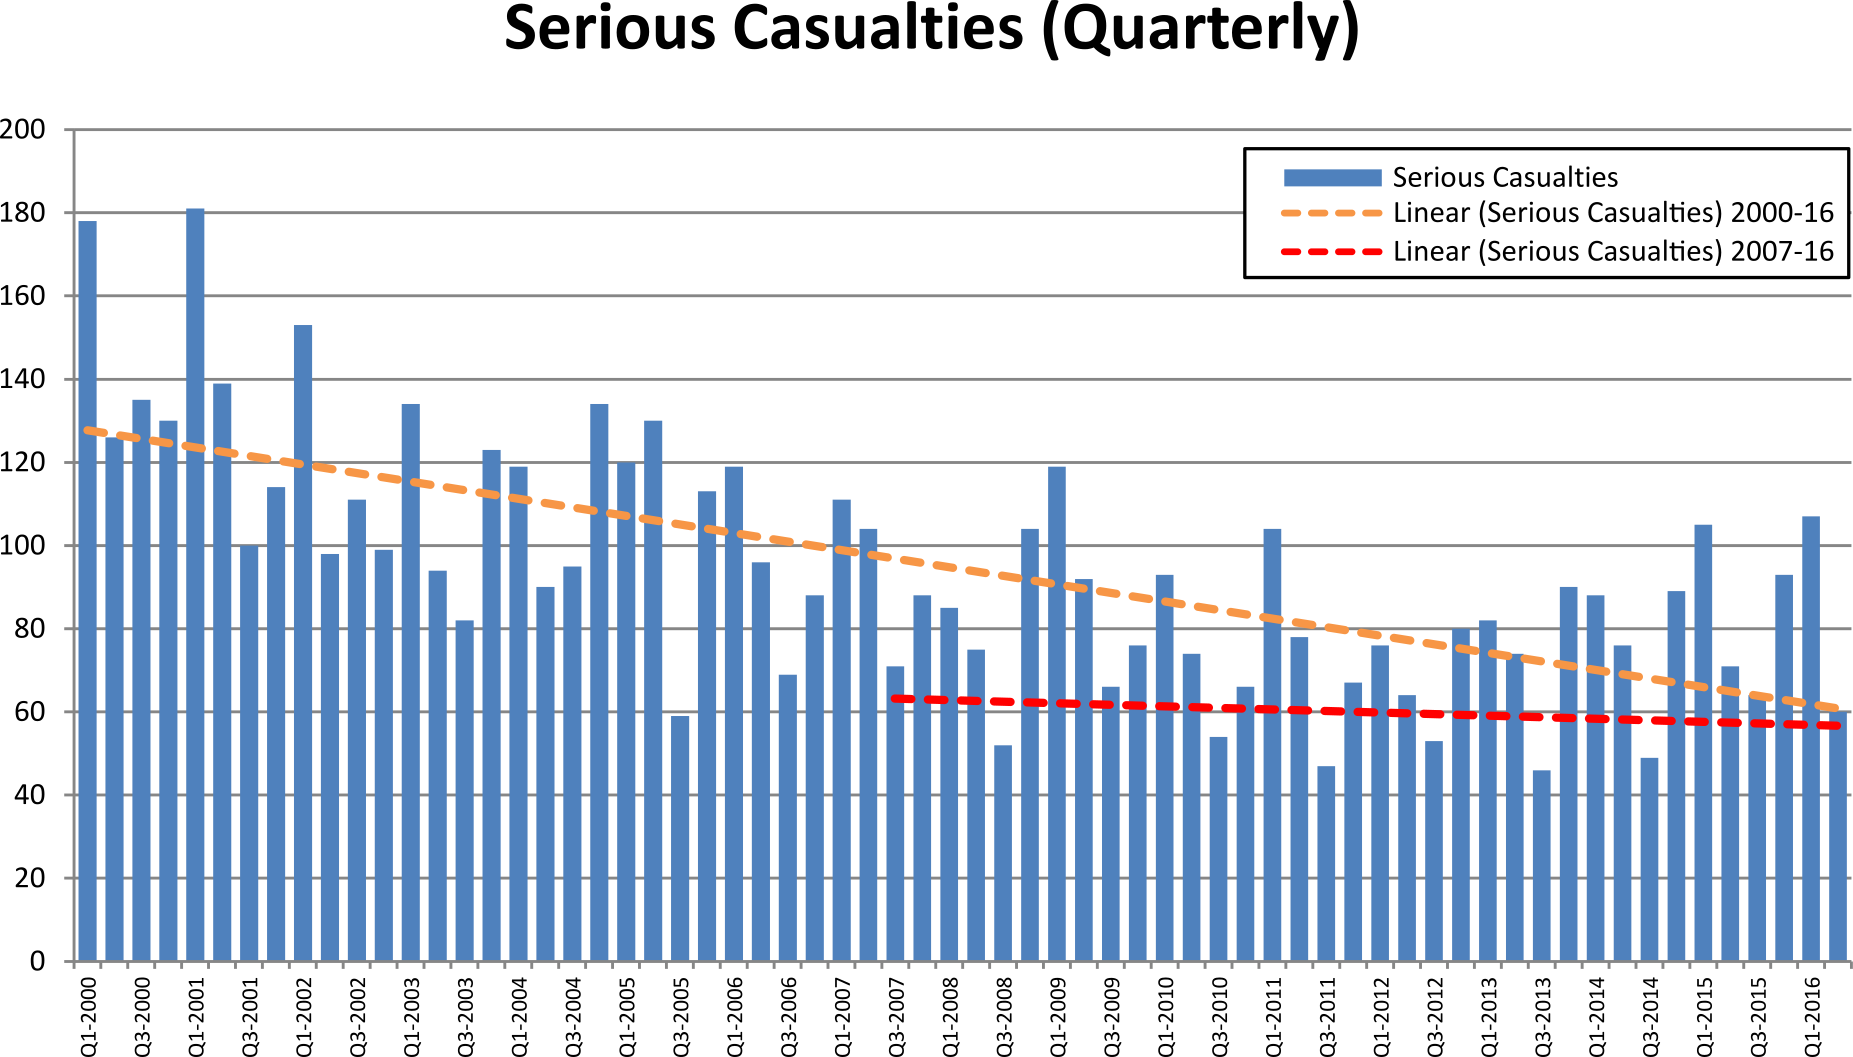 Serious Casualties (Quarterly)
200
180
160
140
120
100
80
60
40
20
0
Serious Casualties
Linear (Serious Casualties) 2000-16
Linear (Serious Casualties) 2007-16
Q1-2000
Q3-2000
Q1-2001
Q3-2001
Q1-2002
Q3-2002
Q1-2003
Q3-2003
Q1-2004
Q3-2004
Q1-2005
Q3-2005
Q1-2006
Q3-2006
Q1-2007
Q3-2007
Q1-2008
Q3-2008
Q1-2009
Q3-2009
Q1-2010
Q3-2010
Q1-2011
Q3-2011
Q1-2012
Q3-2012
Q1-2013
Q3-2013
Q1-2014
Q3-2014
Q1-2015
Q3-2015
Q1-2016